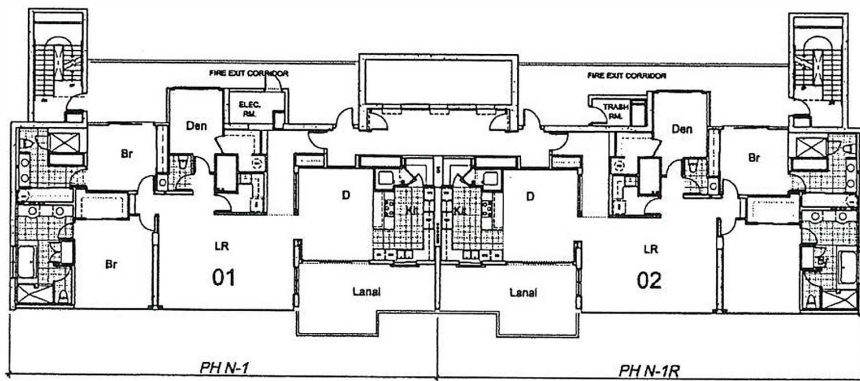 FIRE EXIT CORRIDOR
FIRE EXIT CORRIDOR
ELEC.
RM.
TRASH
RM.
Den
Den
Br
Br
D
D
Kit
Kit
LR
LR
01
02
Br
Br
Lanai
Lanai
PH N-1
PH N-1R